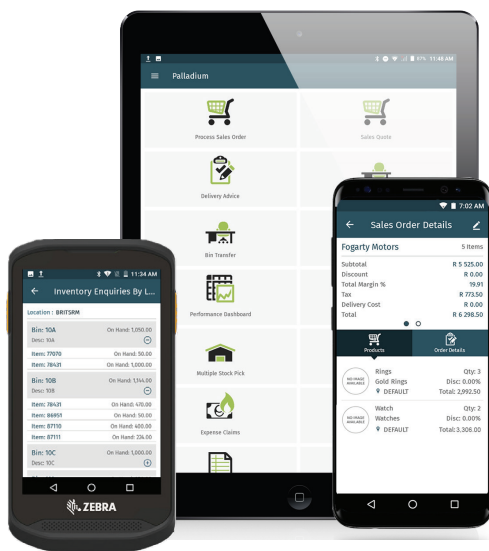 87% 11:48 AM
Palladium
Process Sales Order
Sales Quote
Delivery Advice
Bin Transfer
Performance Dashboard
Multiple Stock Pick
Expense Claims
11:34 AM
Inventory Enquiries By L...
Location : BRITSRM
Bin: 10A On Hand: 1,050.00
Desc: 10A
Item: 77070 On Hand: 50.00
Item: 78431 On Hand: 1,000.00
Bin: 10B On Hand: 1,144.00
Desc: 10B
Item: 78431 On Hand: 470.00
Item: 86951 On Hand: 50.00
Item: 87110 On Hand: 400.00
Item: 87111 On Hand: 224.00
Bin: 10C On Hand: 1,000.00
Desc: 10C
ZEBRA
7:02 AM
Sales Order Details
Fogarty Motors 5 Items
Subtotal R 5 525.00
Discount R 0.00
Total Margin % 19.91
Tax R 773.50
Delivery Cost R 0.00
Total R 6 298.50
Products Order Details
NO IMAGE AVAILABLE
Rings Qty: 3
Gold Rings Disc: 0.00%
DEFAULT Total: 2,992.50
NO IMAGE AVAILABLE
Watch Qty: 2
Watches Disc: 0.00%
DEFAULT Total: 3,306.00